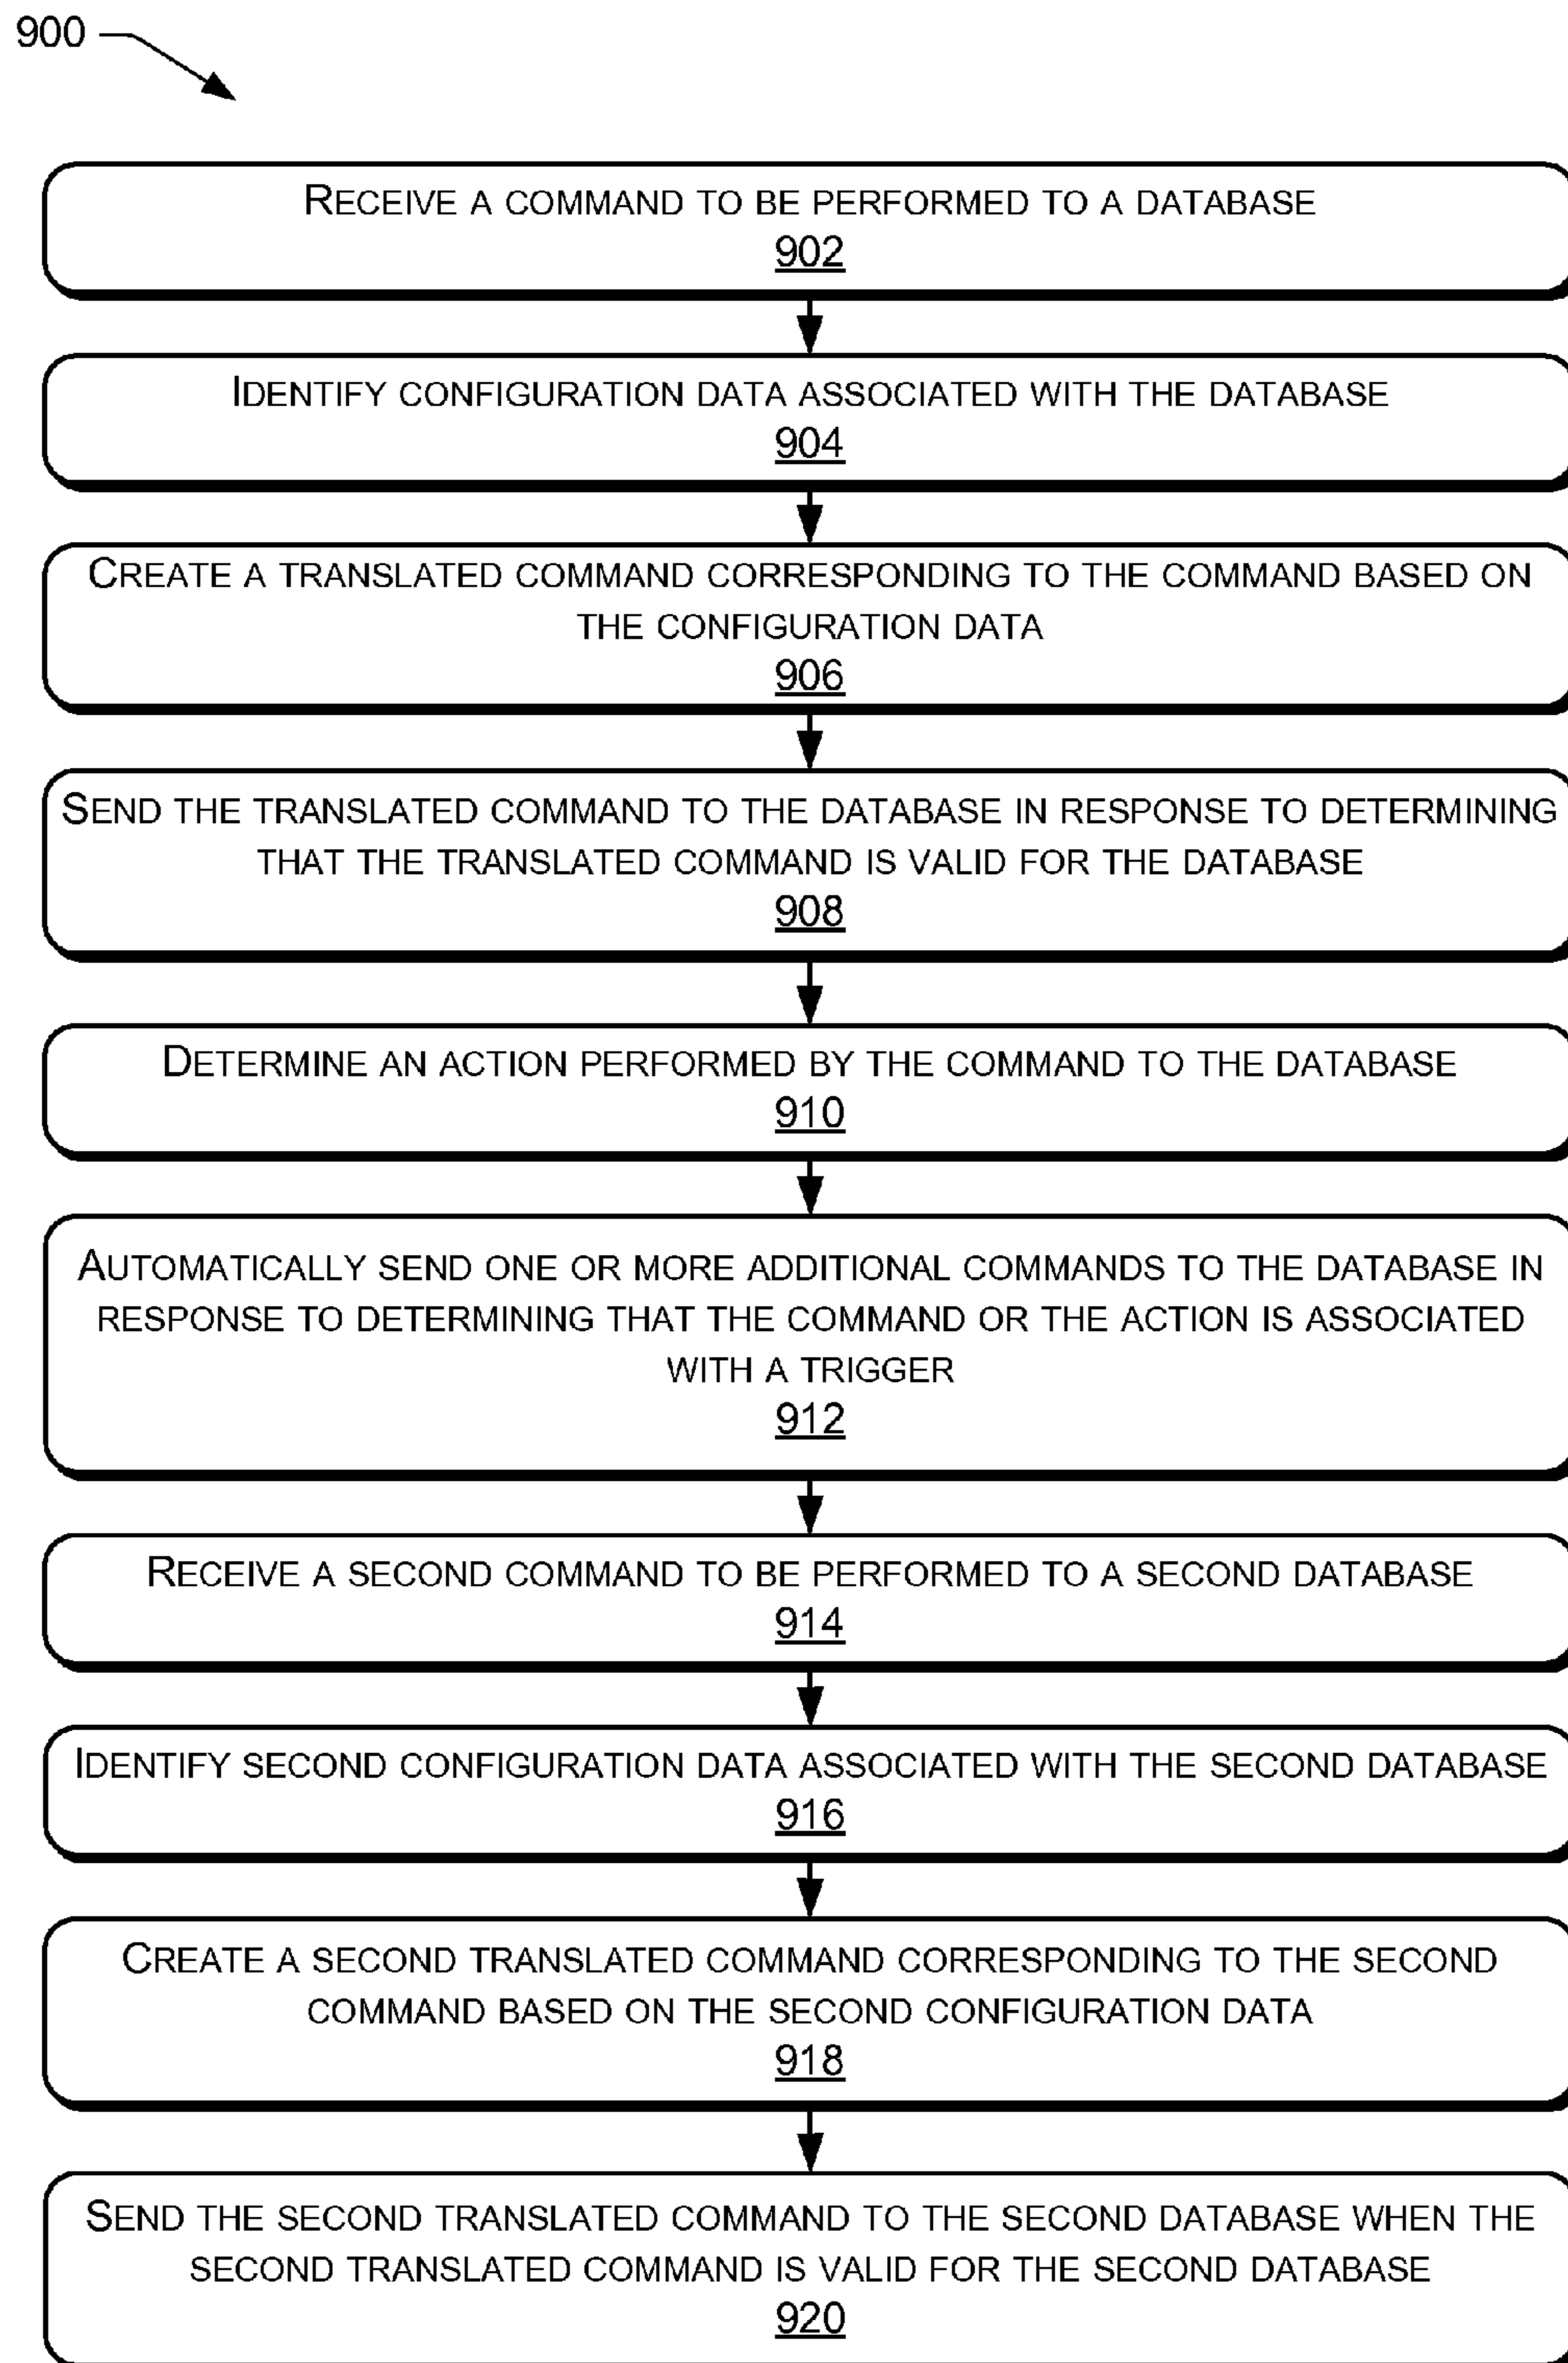 900
RECEIVE A COMMAND TO BE PERFORMED TO A DATABASE
902
IDENTIFY CONFIGURATION DATA ASSOCIATED WITH THE DATABASE
904
CREATE A TRANSLATED COMMAND CORRESPONDING TO THE COMMAND BASED ON
THE CONFIGURATION DATA
906
SEND THE TRANSLATED COMMAND TO THE DATABASE IN RESPONSE TO DETERMINING
THAT THE TRANSLATED COMMAND IS VALID FOR THE DATABASE
908
DETERMINE AN ACTION PERFORMED BY THE COMMAND TO THE DATABASE
910
AUTOMATICALLY SEND ONE OR MORE ADDITIONAL COMMANDS TO THE DATABASE IN
RESPONSE TO DETERMINING THAT THE COMMAND OR THE ACTION IS ASSOCIATED
WITH A TRIGGER
912
RECEIVE A SECOND COMMAND TO BE PERFORMED TO A SECOND DATABASE
914
IDENTIFY SECOND CONFIGURATION DATA ASSOCIATED WITH THE SECOND DATABASE
916
CREATE A SECOND TRANSLATED COMMAND CORRESPONDING TO THE SECOND
COMMAND BASED ON THE SECOND CONFIGURATION DATA
918
SEND THE SECOND TRANSLATED COMMAND TO THE SECOND DATABASE WHEN THE
SECOND TRANSLATED COMMAND IS VALID FOR THE SECOND DATABASE
920